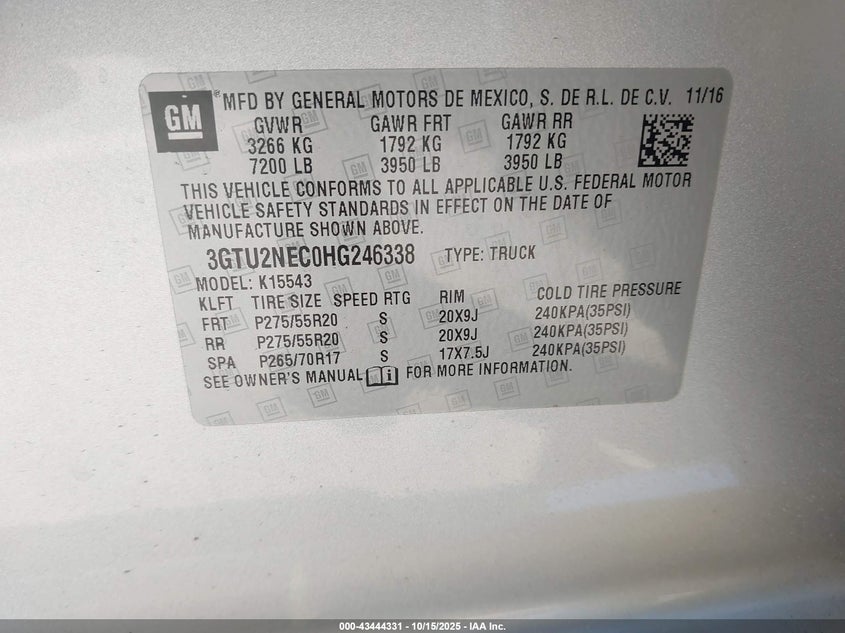 GM ® MFD BY GENERAL MOTORS DE MEXICO, S. DE R.L. DE C.V. 11/16
GVWR GAWR FRT GAWR RR
3266 KG 1792 KG 1792 KG
7200 LB 3950 LB 3950 LB
THIS VEHICLE CONFORMS TO ALL APPLICABLE U.S. FEDERAL MOTOR
VEHICLE SAFETY STANDARDS IN EFFECT ON THE DATE OF
MANUFACTURE SHOWN ABOVE.
3GTU2NEC0HG246338 TYPE: TRUCK
MODEL: K15543
KLFT TIRE SIZE SPEED RTG RIM COLD TIRE PRESSURE
FRT P275/55R20 S 20X9J 240KPA(35PSI)
RR P275/55R20 S 20X9J 240KPA(35PSI)
SPA P265/70R17 S 17X7.5J 240KPA(35PSI)
SEE OWNER'S MANUAL FOR MORE INFORMATION.
000-43444331 - 10/15/2025 - IAA Inc.